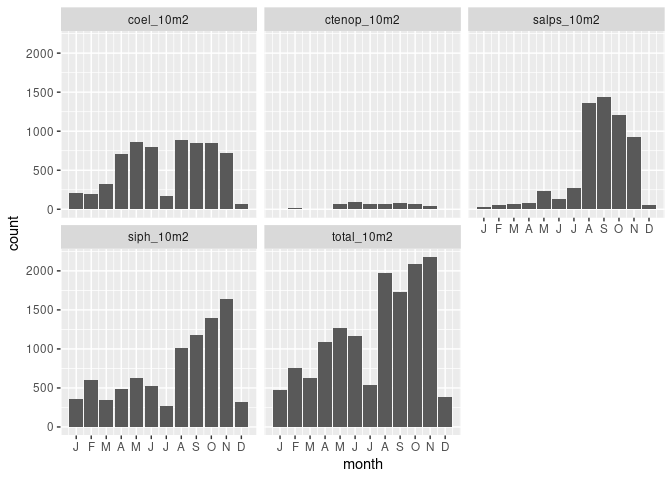 coel_10m2 ctenop_10m2 salps_10m2
2000
1500
1000
500
0
J F M A M J J A S O N D
siph_10m2 total_10m2
2000
1500
1000
500
0
J F M A M J J A S O N D J F M A M J J A S O N D
month
count